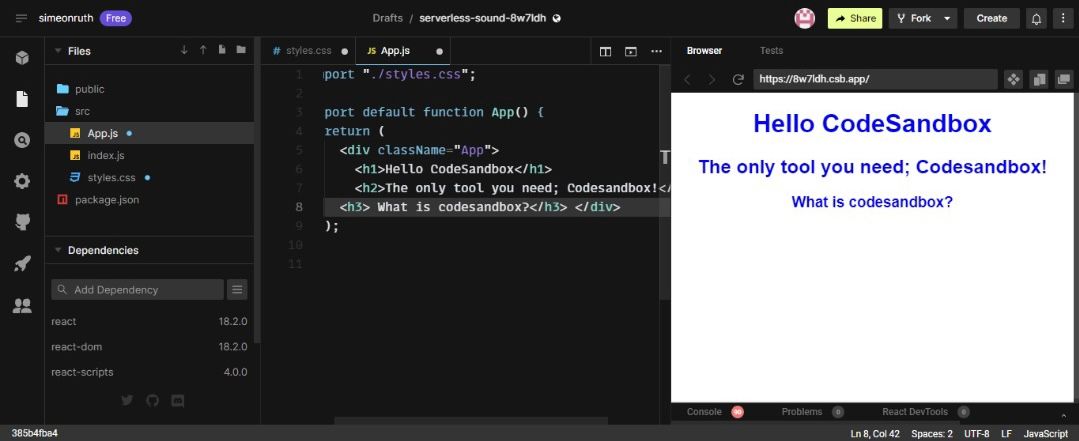 simeonruth Free Drafts / serverless-sound-8w7ldh Share Fork Create
Files
public
src
App.js
index.js
styles.css
package.json
Dependencies
Add Dependency
react 18.2.0
react-dom 18.2.0
react-scripts 4.0.0
# styles.css
JS App.js
1 port "./styles.css";
2
3 port default function App() {
4 return (
5 <div className="App">
6 <h1>Hello CodeSandbox</h1>
7 <h2>The only tool you need; Codesandbox!</
8 <h3> What is codesandbox?</h3> </div>
9 );
10
11
Browser Tests
https://8w7ldh.csb.app/
Hello CodeSandbox
The only tool you need; Codesandbox!
What is codesandbox?
Console 90 Problems 0 React DevTools 0
385b4fba4 Ln 8, Col 42 Spaces: 2 UTF-8 LF JavaScript